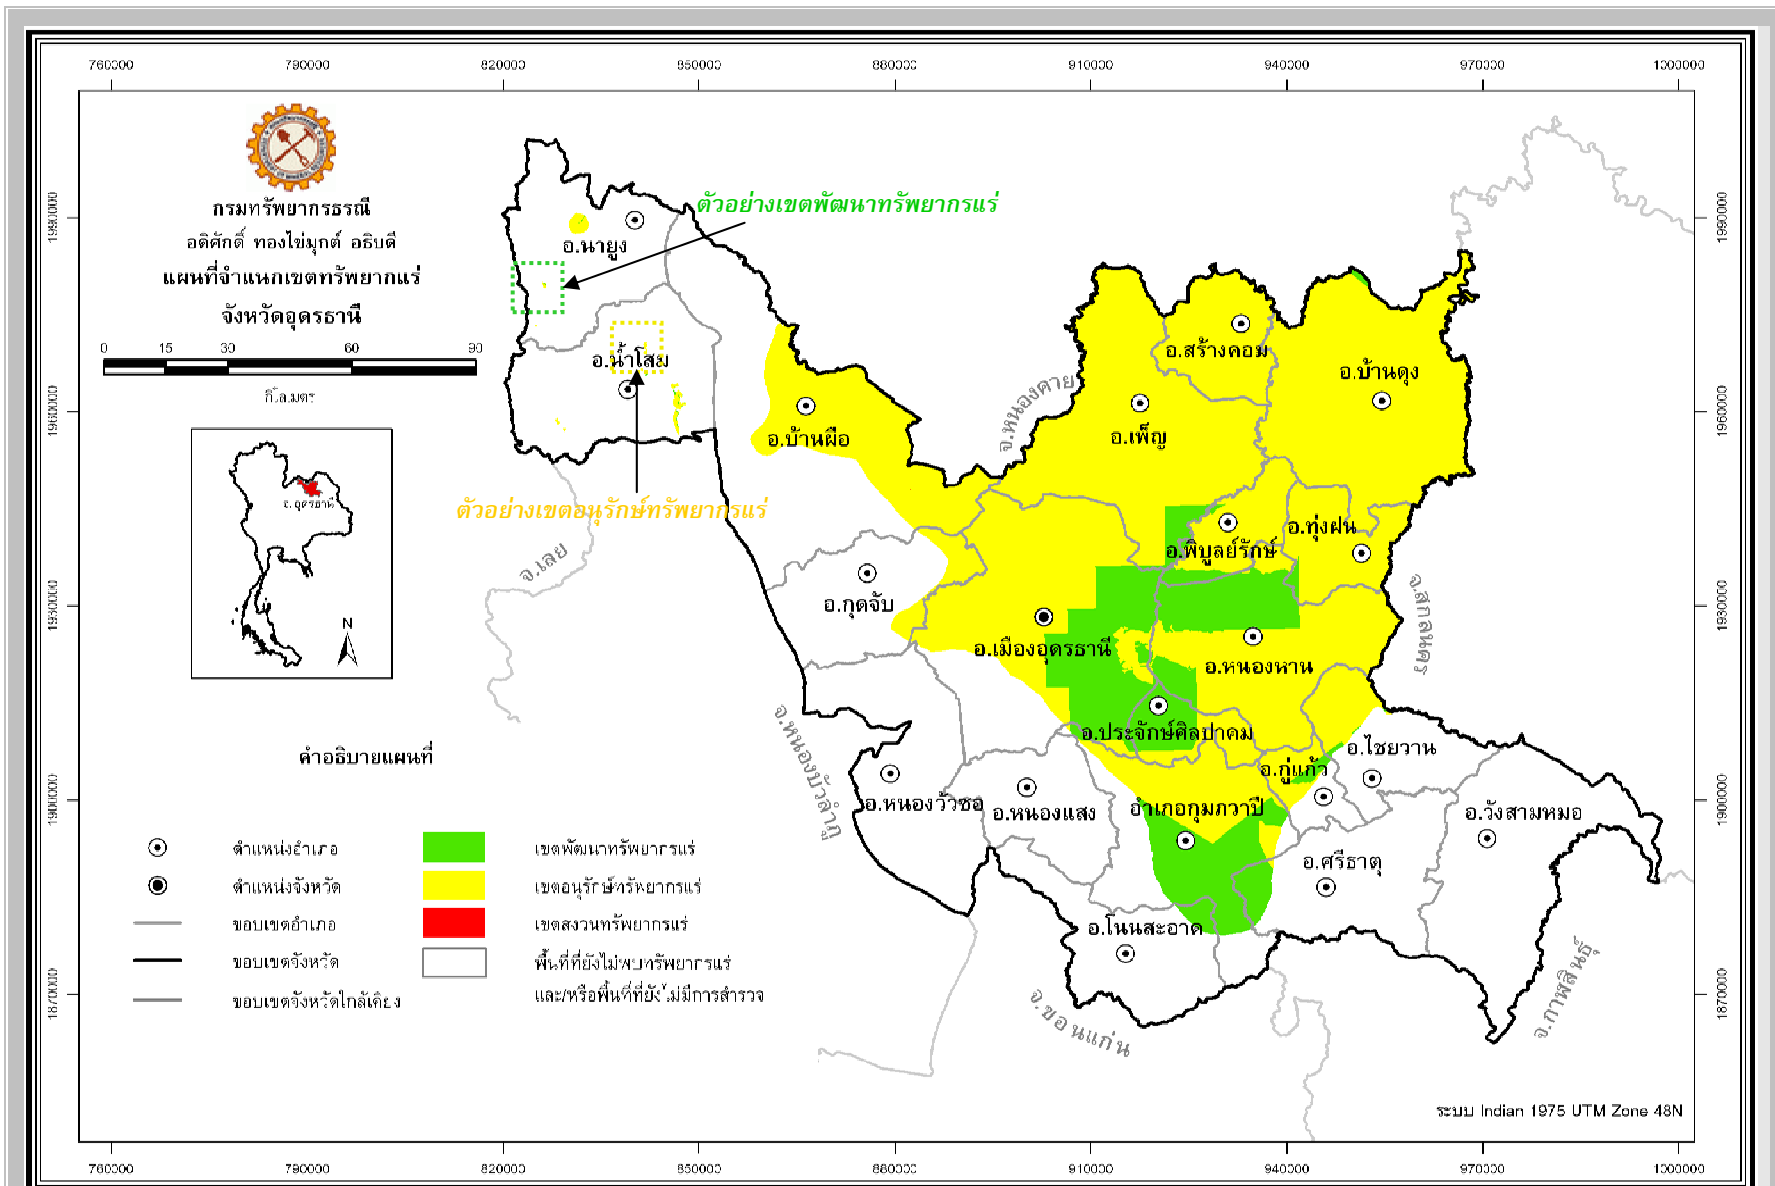 760000 790000 820000 850000 880000 910000 940000 970000 1000000
กรมทรัพยากรธรณี
อดิศักดิ์ ทองไข่มุกต์ อธิบดี
แผนที่จำแนกเขตทรัพยากแร่
จังหวัดอุดรธานี
0 15 30 60 90
กิโลเมตร
จ.อุดรธานี
N
ตัวอย่างเขตพัฒนาทรัพยากรแร่
อ.นายูง
อ.น้ำโสม
ตัวอย่างเขตอนุรักษ์ทรัพยากรแร่
อ.บ้านผือ
อ.สร้างคอม
อ.บ้านดุง
อ.เพ็ญ
จ.หนองคาย
อ.ทุ่งฝน
อ.พิบูลย์รักษ์
จ.เลย
อ.กุดจับ
จ.สกลนคร
อ.เมืองอุดรธานี
อ.หนองหาน
อ.ประจักษ์ศิลปาคม
อ.ไชยวาน
อ.กู่แก้ว
จ.หนองบัวลำภู
อ.หนองวัวซอ
อ.หนองแสง
อำเภอกุมภวาปี
อ.วังสามหมอ
อ.ศรีธาตุ
อ.โนนสะอาด
จ.ขอนแก่น
จ.กาฬสินธุ์
คำอธิบายแผนที่
ตำแหน่งอำเภอ
ตำแหน่งจังหวัด
ขอบเขตอำเภอ
ขอบเขตจังหวัด
ขอบเขตจังหวัดใกล้เคียง
เขตพัฒนาทรัพยากรแร่
เขตอนุรักษ์ทรัพยากรแร่
เขตสงวนทรัพยากรแร่
พื้นที่ที่ยังไม่พบทรัพยากรแร่
และ/หรือพื้นที่ที่ยังไม่มีการสำรวจ
ระบบ Indian 1975 UTM Zone 48N
1990000
1960000
1930000
1900000
1870000
1990000
1960000
1930000
1900000
1870000
760000 790000 820000 850000 880000 910000 940000 970000 1000000